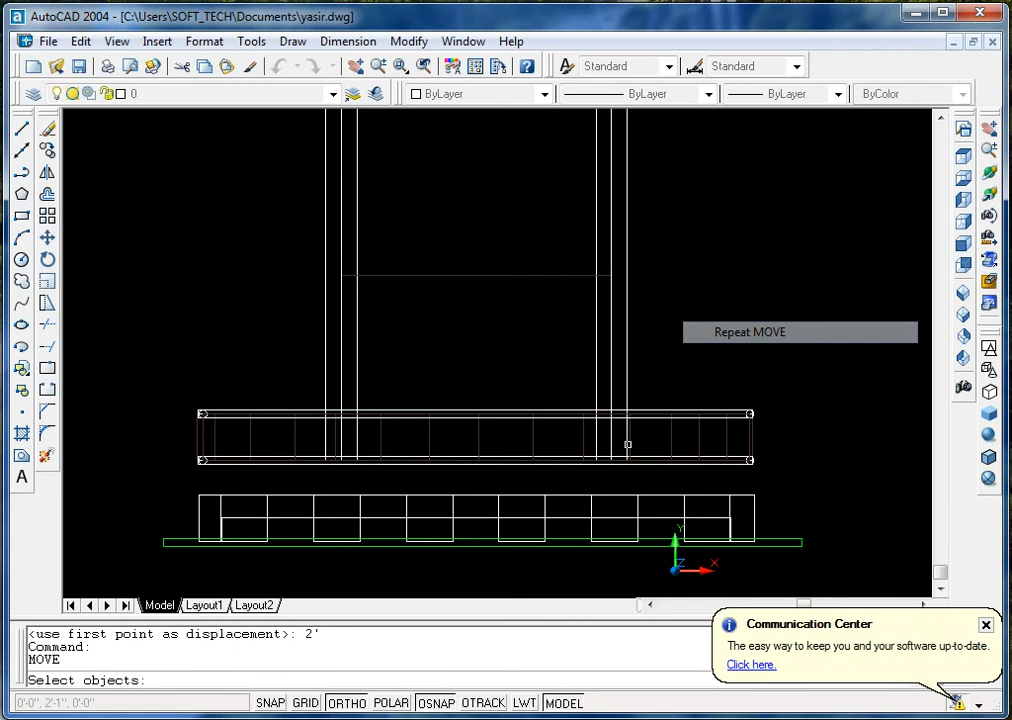 AutoCAD 2004 - [C:\Users\SOFT_TECH\Documents\yasir.dwg]
File Edit View Insert Format Tools Draw Dimension Modify Window Help
Standard Standard
0 ByLayer ByLayer ByLayer ByColor
Repeat MOVE
A
Y
Z X
Model Layout1 Layout2
<use first point as displacement>: 2'
Command:
MOVE
Select objects:
Communication Center
The easy way to keep you and your software up-to-date.
Click here.
0'-0", 2'-1", 0'-0" SNAP GRID ORTHO POLAR OSNAP OTRACK LWT MODEL